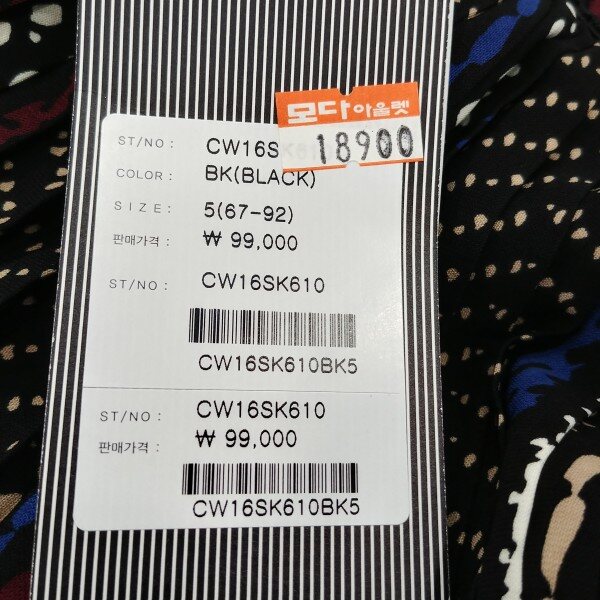 모다아울렛
18900
ST/NO : CW16SK610
COLOR : BK(BLACK)
SIZE : 5(67-92)
판매가격 : ₩ 99,000
ST/NO : CW16SK610
CW16SK610BK5
ST/NO : CW16SK610
판매가격 : ₩ 99,000
CW16SK610BK5